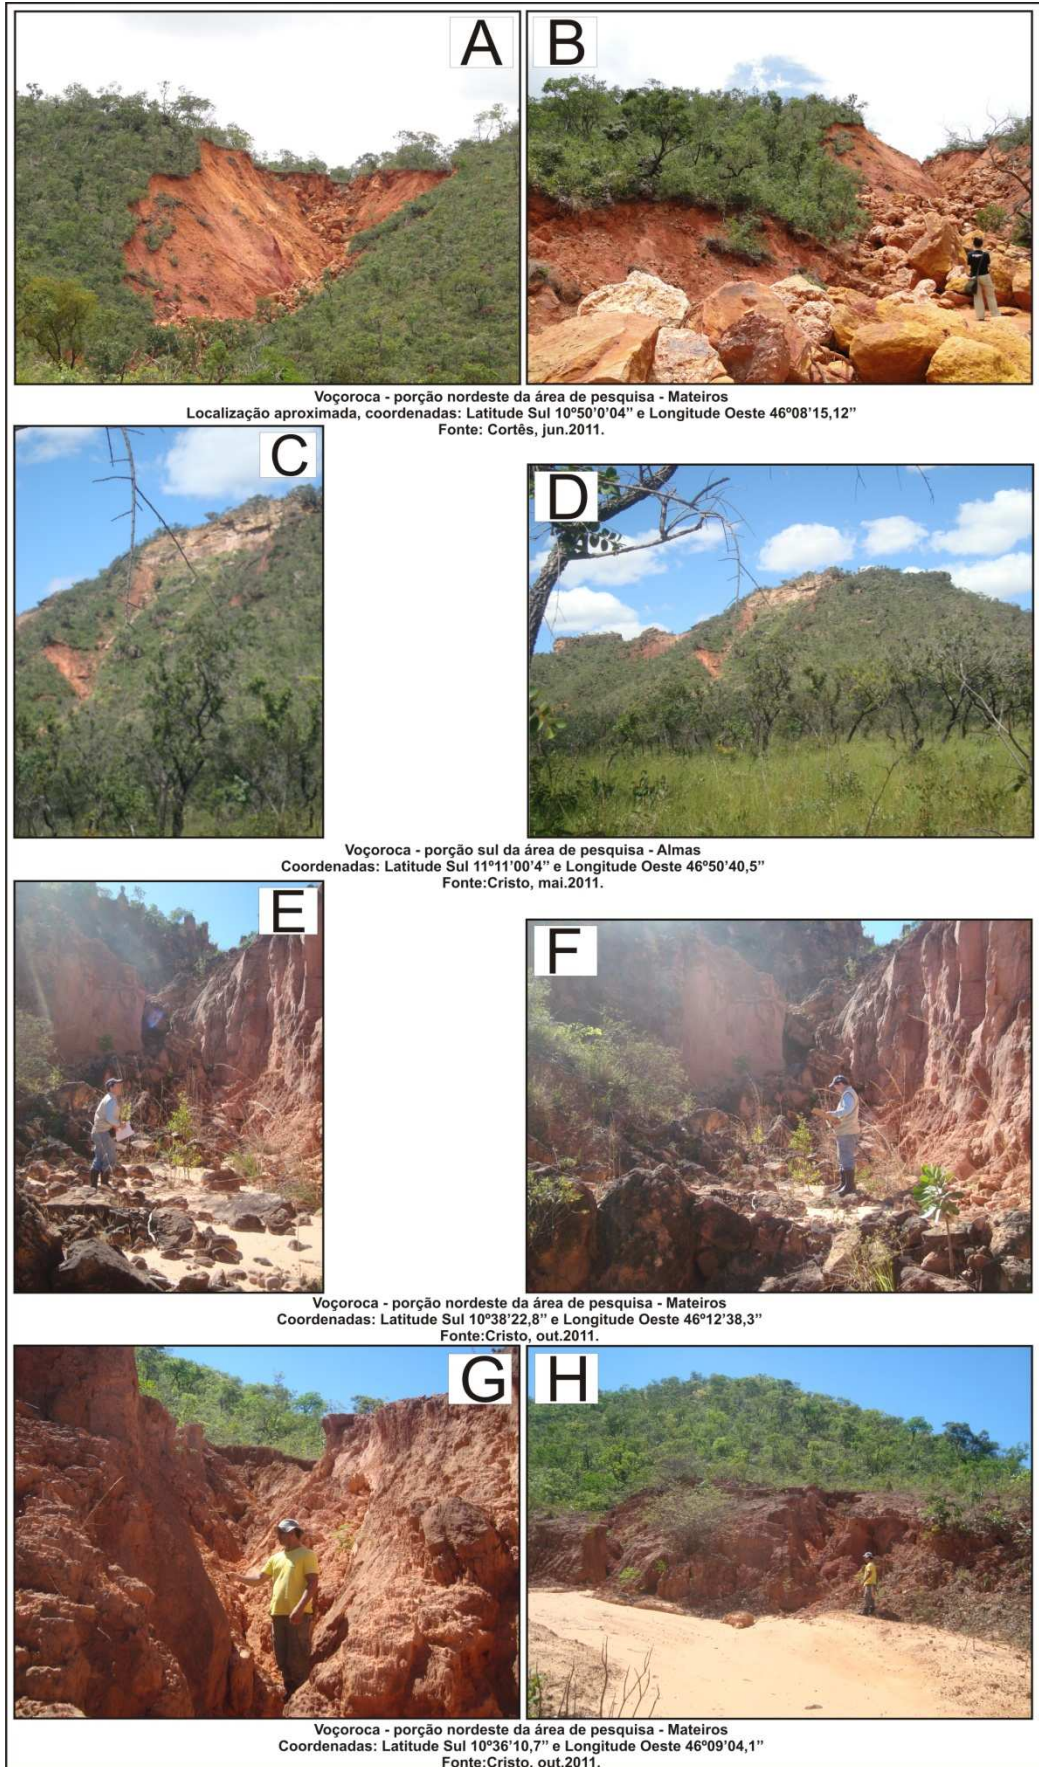 A
B
Voçoroca - porção nordeste da área de pesquisa - Mateiros
Localização aproximada, coordenadas: Latitude Sul 10º50’0’04” e Longitude Oeste 46º08’15,12”
Fonte: Cortês, jun.2011.
C
D
Voçoroca - porção sul da área de pesquisa - Almas
Coordenadas: Latitude Sul 11º11’00’4” e Longitude Oeste 46º50’40,5”
Fonte:Cristo, mai.2011.
E
F
Voçoroca - porção nordeste da área de pesquisa - Mateiros
Coordenadas: Latitude Sul 10º38’22,8” e Longitude Oeste 46º12’38,3”
Fonte:Cristo, out.2011.
G
H
Voçoroca - porção nordeste da área de pesquisa - Mateiros
Coordenadas: Latitude Sul 10º36’10,7” e Longitude Oeste 46º09’04,1”
Fonte:Cristo, out.2011.